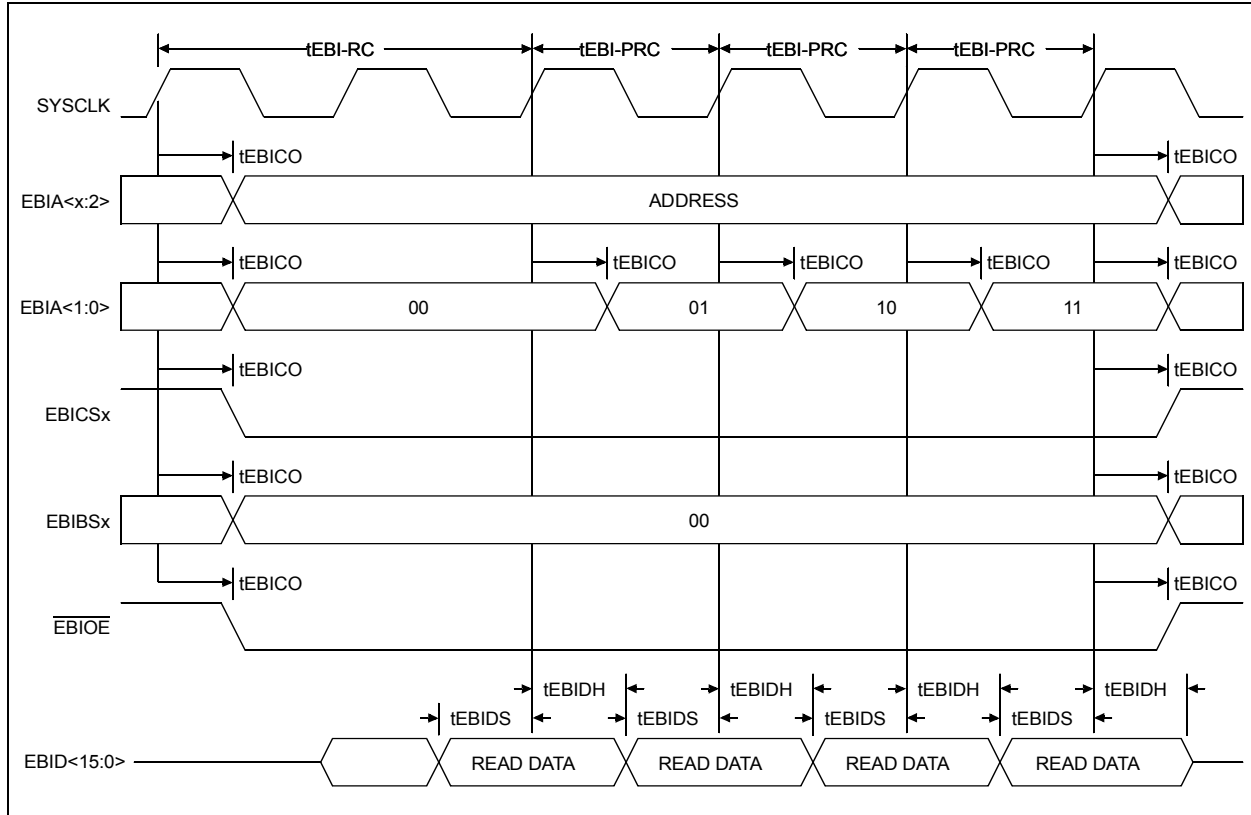 tEBI-RC tEBI-PRC tEBI-PRC tEBI-PRC
SYSCLK
tEBICO tEBICO
EBIA<x:2> ADDRESS
tEBICO tEBICO tEBICO tEBICO tEBICO
EBIA<1:0> 00 01 10 11
tEBICO tEBICO
EBICSx
tEBICO tEBICO
EBIBSx 00
tEBICO tEBICO
EBIOE
tEBIDH tEBIDH tEBIDH tEBIDH
tEBIDS tEBIDS tEBIDS tEBIDS
EBID<15:0> READ DATA READ DATA READ DATA READ DATA